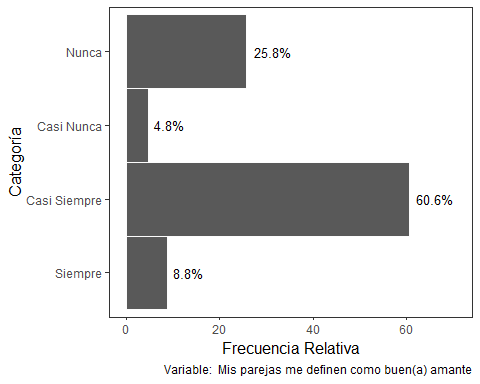 Categoría
Nunca
25.8%
Casi Nunca
4.8%
Casi Siempre
60.6%
Siempre
8.8%
0
20
40
60
Frecuencia Relativa
Variable: Mis parejas me definen como buen(a) amante